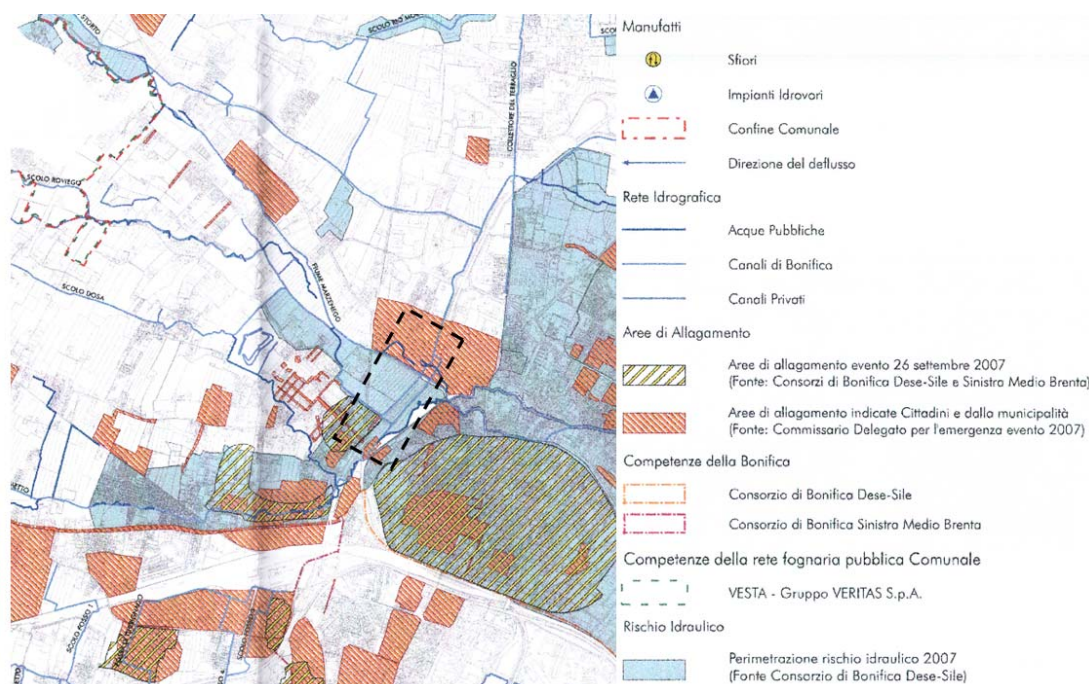 STORTO
SCOLO ROVIEGO
SCOLO DOSA
FIUME MARZENEGO
COLLETTORE DEL TERRAGLIO
Manufatti
Sfiori
Impianti Idrovori
Confine Comunale
Direzione del deflusso
Rete Idrografica
Acque Pubbliche
Canali di Bonifica
Canali Privati
Aree di Allagamento
Aree di allagamento evento 26 settembre 2007
(Fonte: Consorzi di Bonifica Dese-Sile e Sinistra Medio Brenta)
Aree di allagamento indicate Cittadini e dalla municipalità
(Fonte: Commissario Delegato per l'emergenza evento 2007)
Competenze della Bonifica
Consorzio di Bonifica Dese-Sile
Consorzio di Bonifica Sinistra Medio Brenta
Competenze della rete fognaria pubblica Comunale
VESTA - Gruppo VERITAS S.p.A.
Rischio Idraulico
Perimetrazione rischio idraulico 2007
(Fonte Consorzio di Bonifica Dese-Sile)